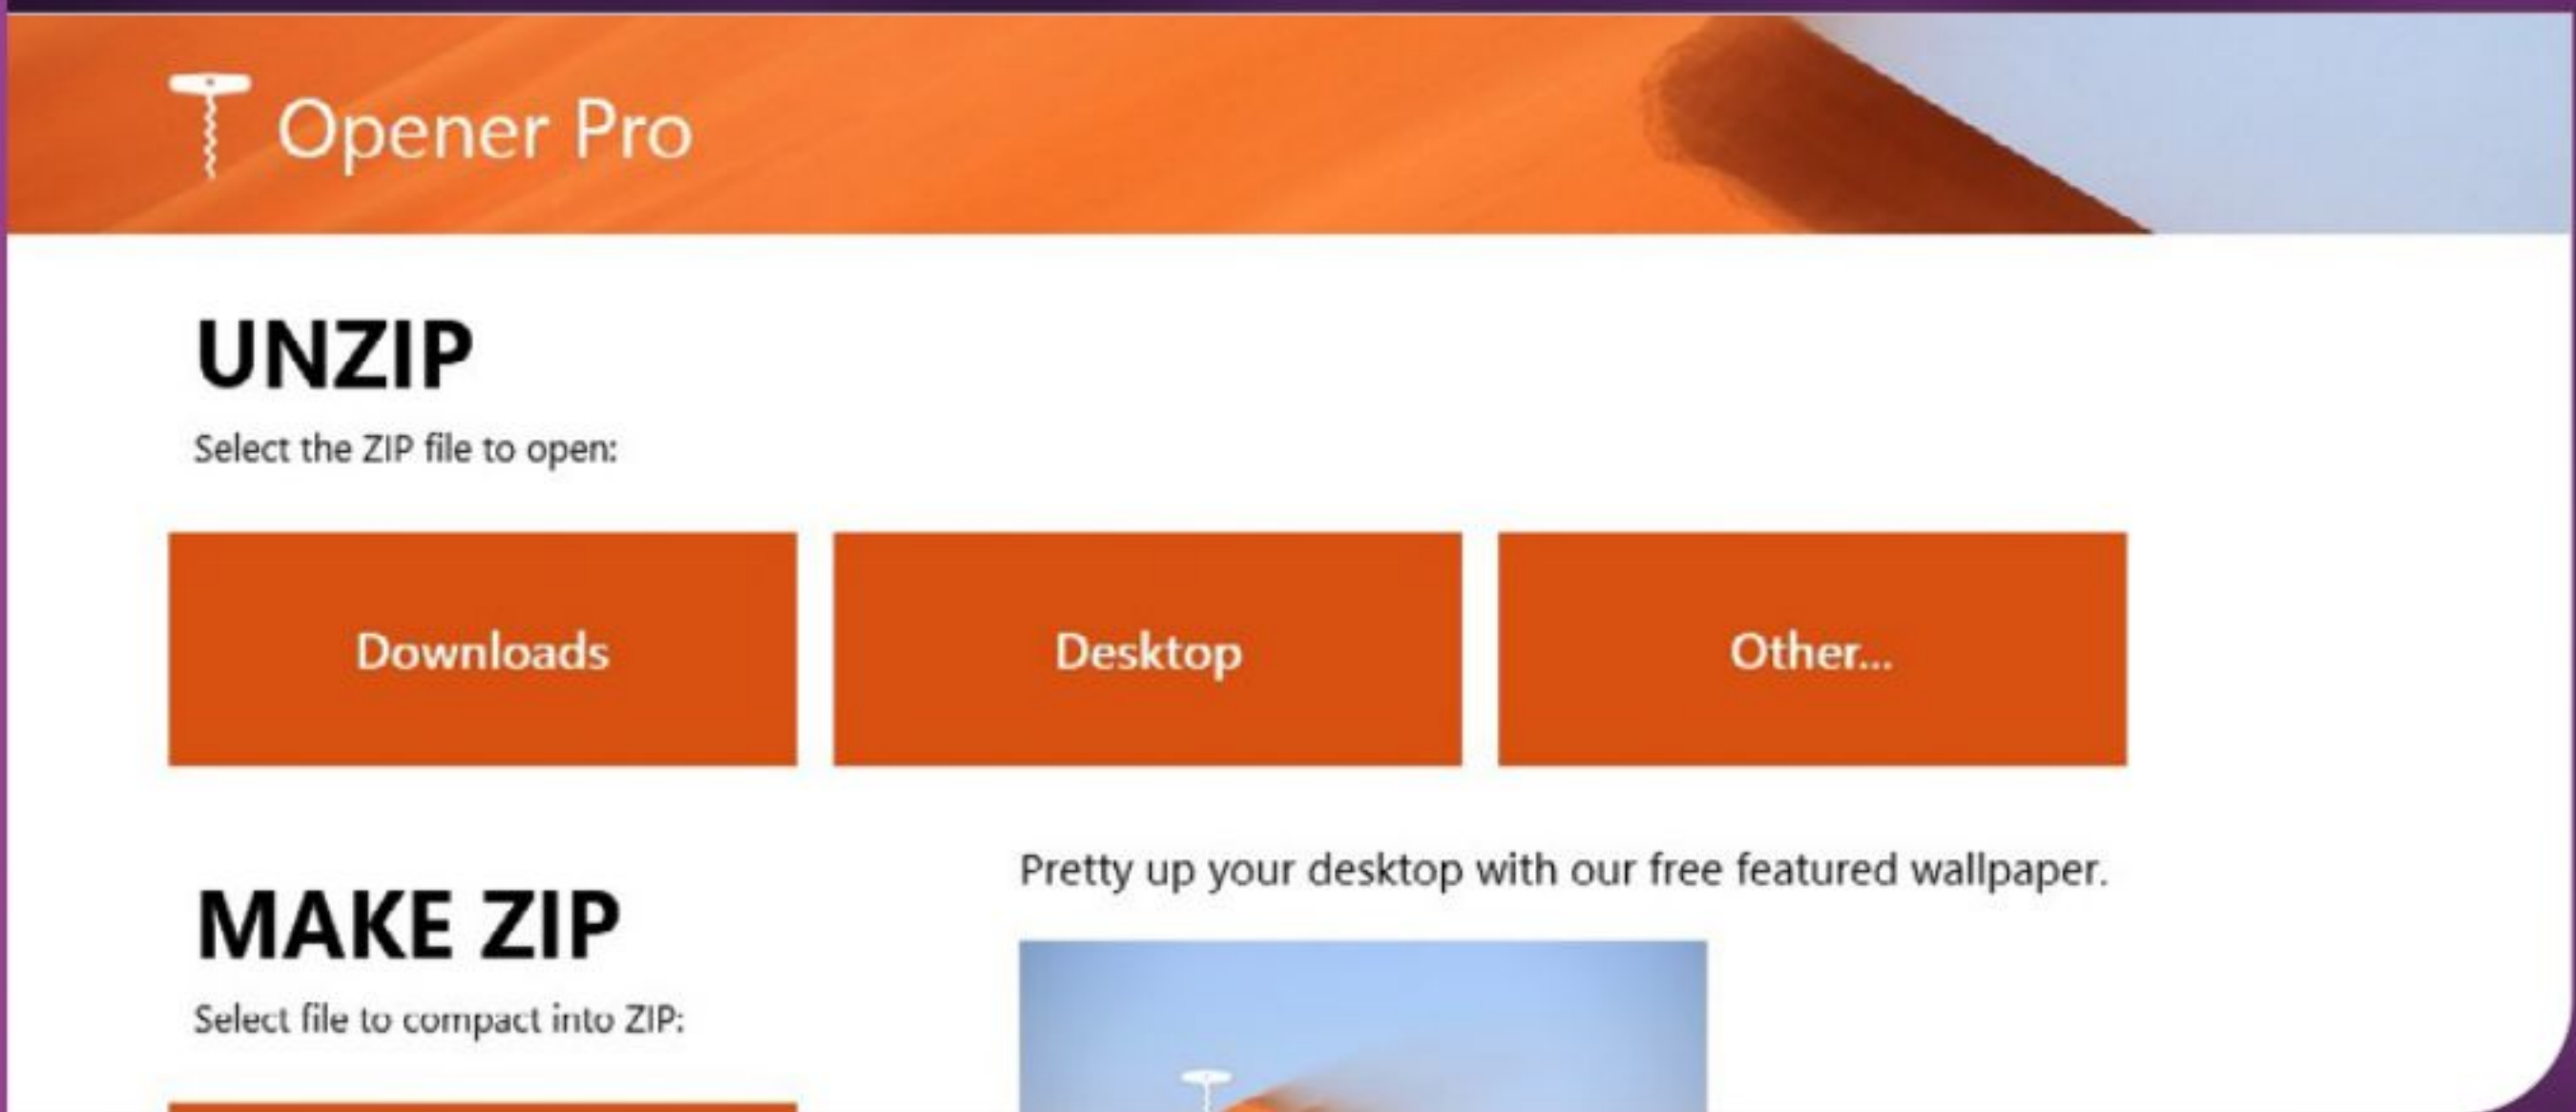 Opener Pro
UNZIP
Select the ZIP file to open:
Downloads
Desktop
Other...
Pretty up your desktop with our free featured wallpaper.
MAKE ZIP
Select file to compact into ZIP: